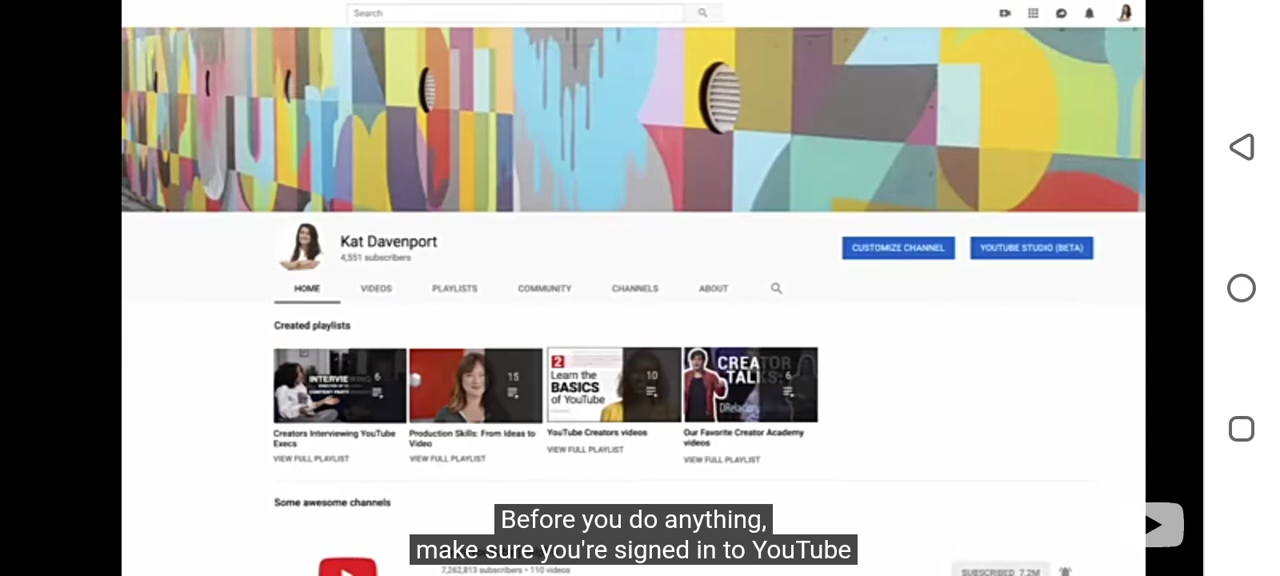 Search
Kat Davenport
4,551 subscribers
CUSTOMIZE CHANNEL
YOUTUBE STUDIO (BETA)
HOME VIDEOS PLAYLISTS COMMUNITY CHANNELS ABOUT
Created playlists
6
15
2
Learn the
BASICS
of YouTube
10
CREATOR
TALKS:
6
Creators Interviewing YouTube
Execs
VIEW FULL PLAYLIST
Production Skills: From Ideas to
Video
VIEW FULL PLAYLIST
YouTube Creators videos
VIEW FULL PLAYLIST
Our Favorite Creator Academy
videos
VIEW FULL PLAYLIST
Some awesome channels
Before you do anything,
make sure you're signed in to YouTube
7,262,813 subscribers • 110 videos
SUBSCRIBED 7.2M